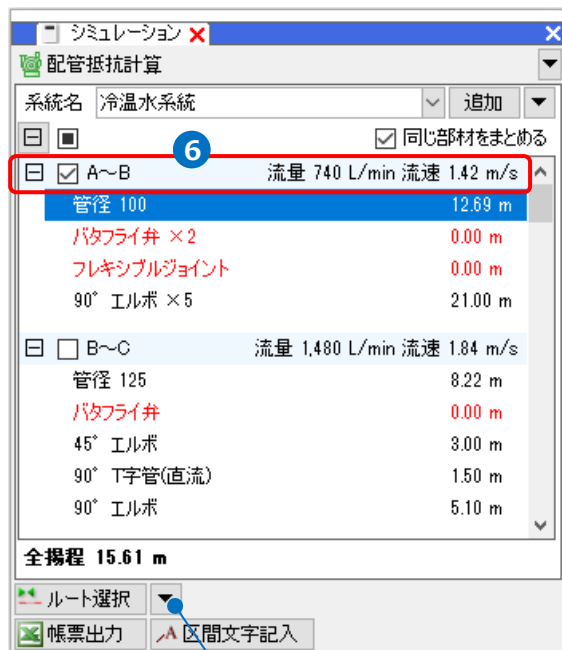 シミュレーション
配管抵抗計算
系統名 冷温水系統 追加
同じ部材をまとめる
6
A～B 流量 740 L/min 流速 1.42 m/s
管径 100 12.69 m
バタフライ弁 ×2 0.00 m
フレキシブルジョイント 0.00 m
90° エルボ ×5 21.00 m
B～C 流量 1,480 L/min 流速 1.84 m/s
管径 125 8.22 m
バタフライ弁 0.00 m
45° エルボ 3.00 m
90° T字管(直流) 1.50 m
90° エルボ 5.10 m
全揚程 15.61 m
ルート選択
帳票出力 区間文字記入